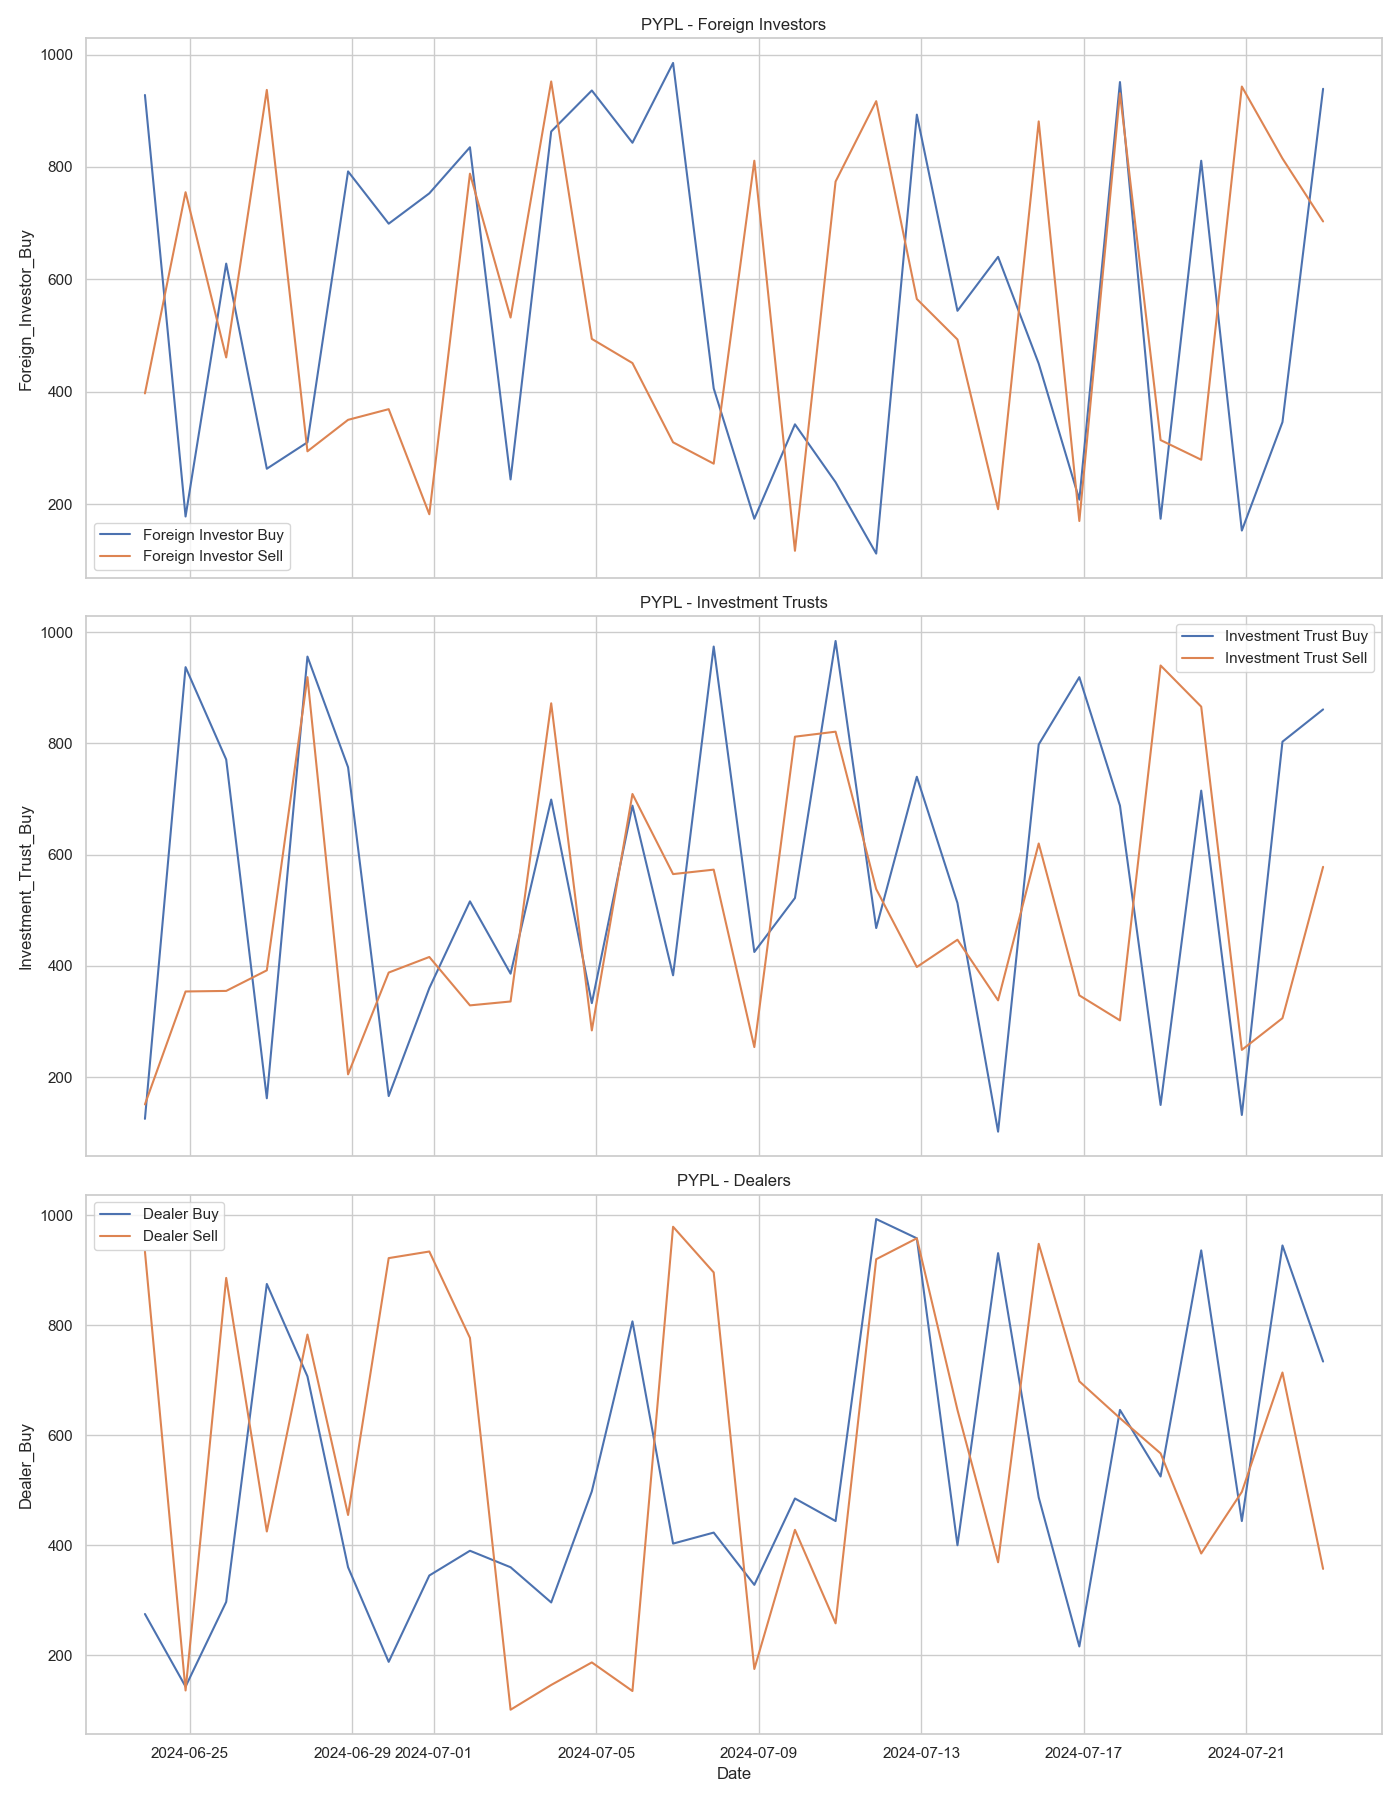 PYPL - Foreign Investors
1000
800
600
400
200
Foreign_Investor_Buy
Foreign Investor Buy
Foreign Investor Sell
PYPL - Investment Trusts
1000
800
600
400
200
Investment_Trust_Buy
Investment Trust Buy
Investment Trust Sell
PYPL - Dealers
1000
800
600
400
200
Dealer_Buy
Dealer Buy
Dealer Sell
2024-06-25 2024-06-29 2024-07-01 2024-07-05 2024-07-09 2024-07-13 2024-07-17 2024-07-21
Date